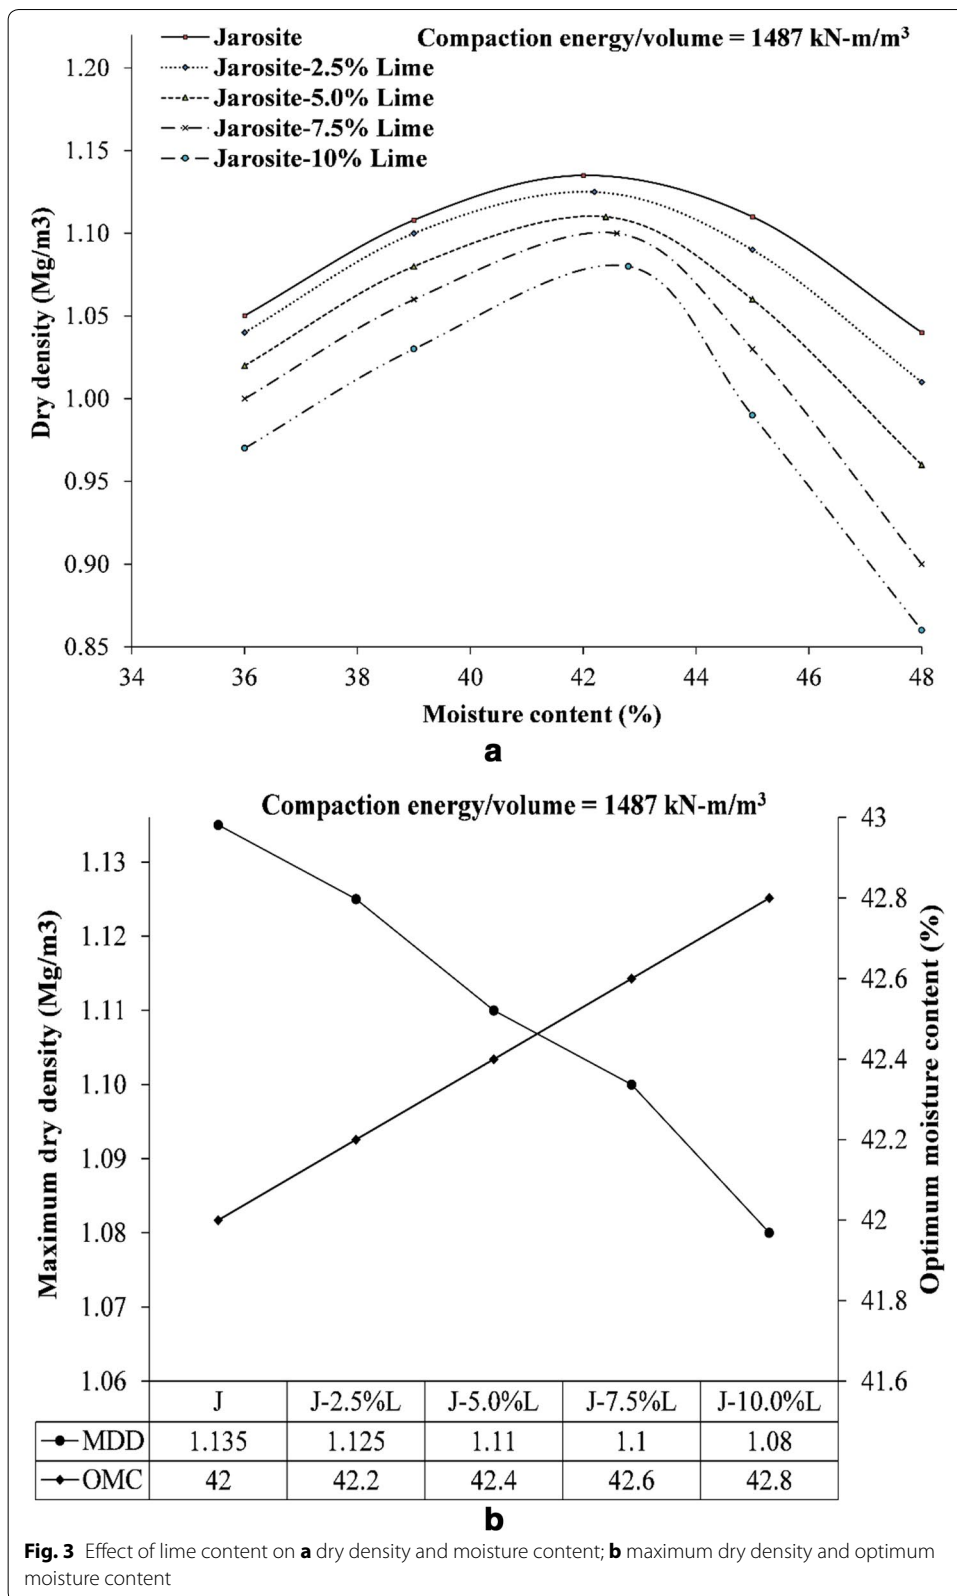 Jarosite
Compaction energy/volume = 1487 kN-m/m³
Jarosite-2.5% Lime
Jarosite-5.0% Lime
Jarosite-7.5% Lime
Jarosite-10% Lime
1.20
1.15
1.10
1.05
1.00
0.95
0.90
0.85
Dry density (Mg/m3)
34 36 38 40 42 44 46 48
Moisture content (%)
a
Compaction energy/volume = 1487 kN-m/m³
1.13
1.12
1.11
1.10
1.09
1.08
1.07
1.06
Maximum dry density (Mg/m3)
43
42.8
42.6
42.4
42.2
42
41.8
41.6
Optimum moisture content (%)
J J-2.5%L J-5.0%L J-7.5%L J-10.0%L
MDD 1.135 1.125 1.11 1.1 1.08
OMC 42 42.2 42.4 42.6 42.8
b
Fig. 3 Effect of lime content on a dry density and moisture content; b maximum dry density and optimum
moisture content